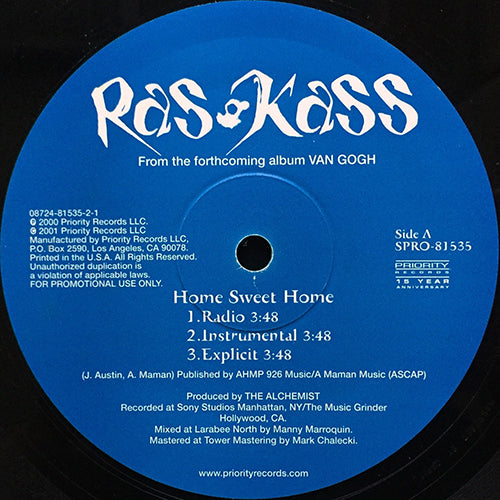 Ras Kass
From the forthcoming album VAN GOGH
08724-81535-2-1
℗ 2000 Priority Records LLC.
© 2001 Priority Records LLC.
Manufactured by Priority Records LLC,
P.O. Box 2590, Los Angeles, CA 90078.
Printed in the U.S.A. All Rights Reserved.
Unauthorized duplication is
a violation of applicable laws.
FOR PROMOTIONAL USE ONLY.
Side A
SPRO-81535
PRIORITY
RECORDS
15 YEAR
ANNIVERSARY
Home Sweet Home
1.Radio 3:48
2.Instrumental 3:48
3.Explicit 3:48
(J. Austin, A. Maman) Published by AHMP 926 Music/A Maman Music (ASCAP)
Produced by THE ALCHEMIST
Recorded at Sony Studios Manhattan, NY/The Music Grinder
Hollywood, CA.
Mixed at Larabee North by Manny Marroquin.
Mastered at Tower Mastering by Mark Chalecki.
www.priorityrecords.com